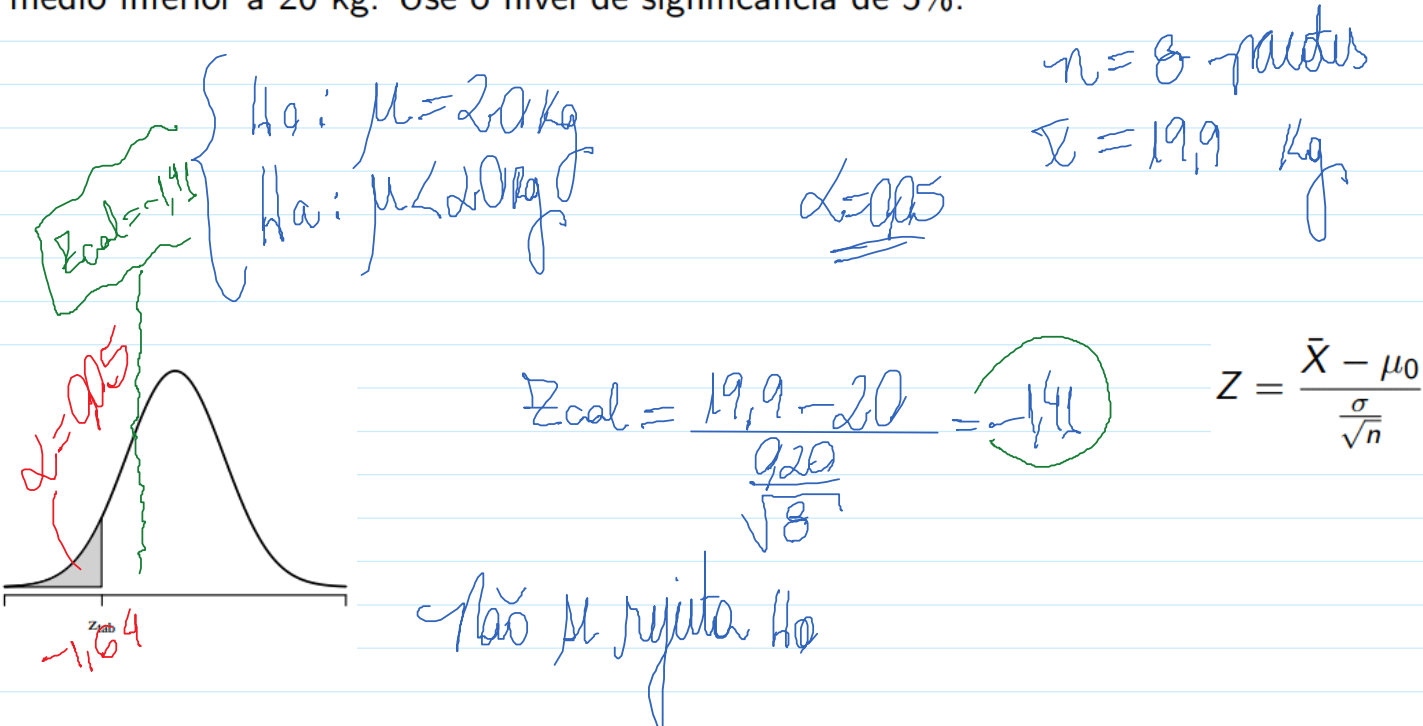 médio inferior a 20 kg. Use o nível de significância de 5%.
n = 8 pacotes
H0: μ = 20 kg
x̄ = 19,9 kg
Ha: μ < 20 kg
α = 0,05
Zcal = -1,41
α = 0,05
Zcal = (19,9 - 20) / (0,20 / √8) = -1,41
Z = (X̄ − μ0) / (σ / √n)
ztab
-1,64
Não se rejeita H0